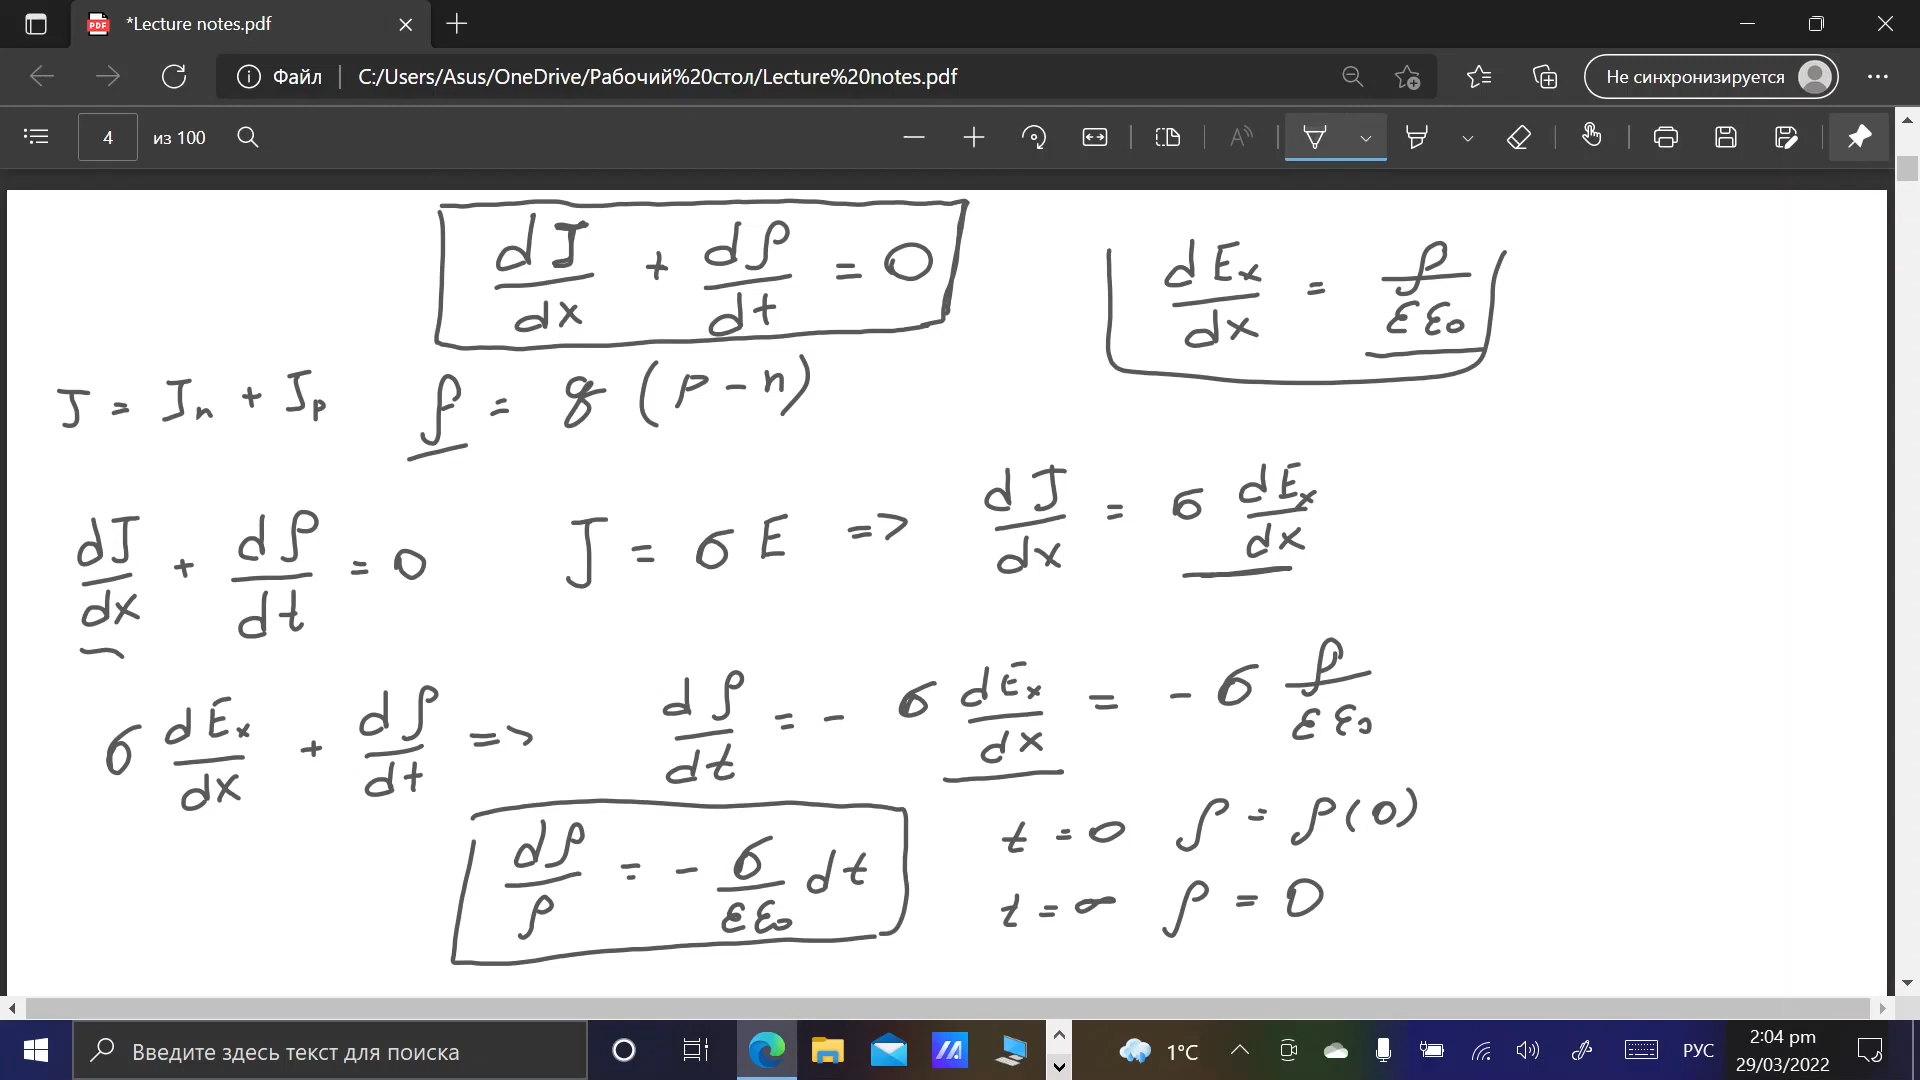 *Lecture notes.pdf
Файл | C:/Users/Asus/OneDrive/Рабочий%20стол/Lecture%20notes.pdf Не синхронизируется
4 из 100
dJ/dx + dρ/dt = 0
dEx/dx = ρ/εε₀
J = Jn + Jp ρ = q (p - n)
dJ/dx + dρ/dt = 0 J = σ E => dJ/dx = σ dEx/dx
σ dEx/dx + dρ/dt => dρ/dt = - σ dEx/dx = - σ ρ/εε₀
dρ/ρ = - σ/εε₀ dt
t = 0 ρ = ρ(0)
t = ∞ ρ = 0
Введите здесь текст для поиска
1°C
РУС
2:04 pm
29/03/2022